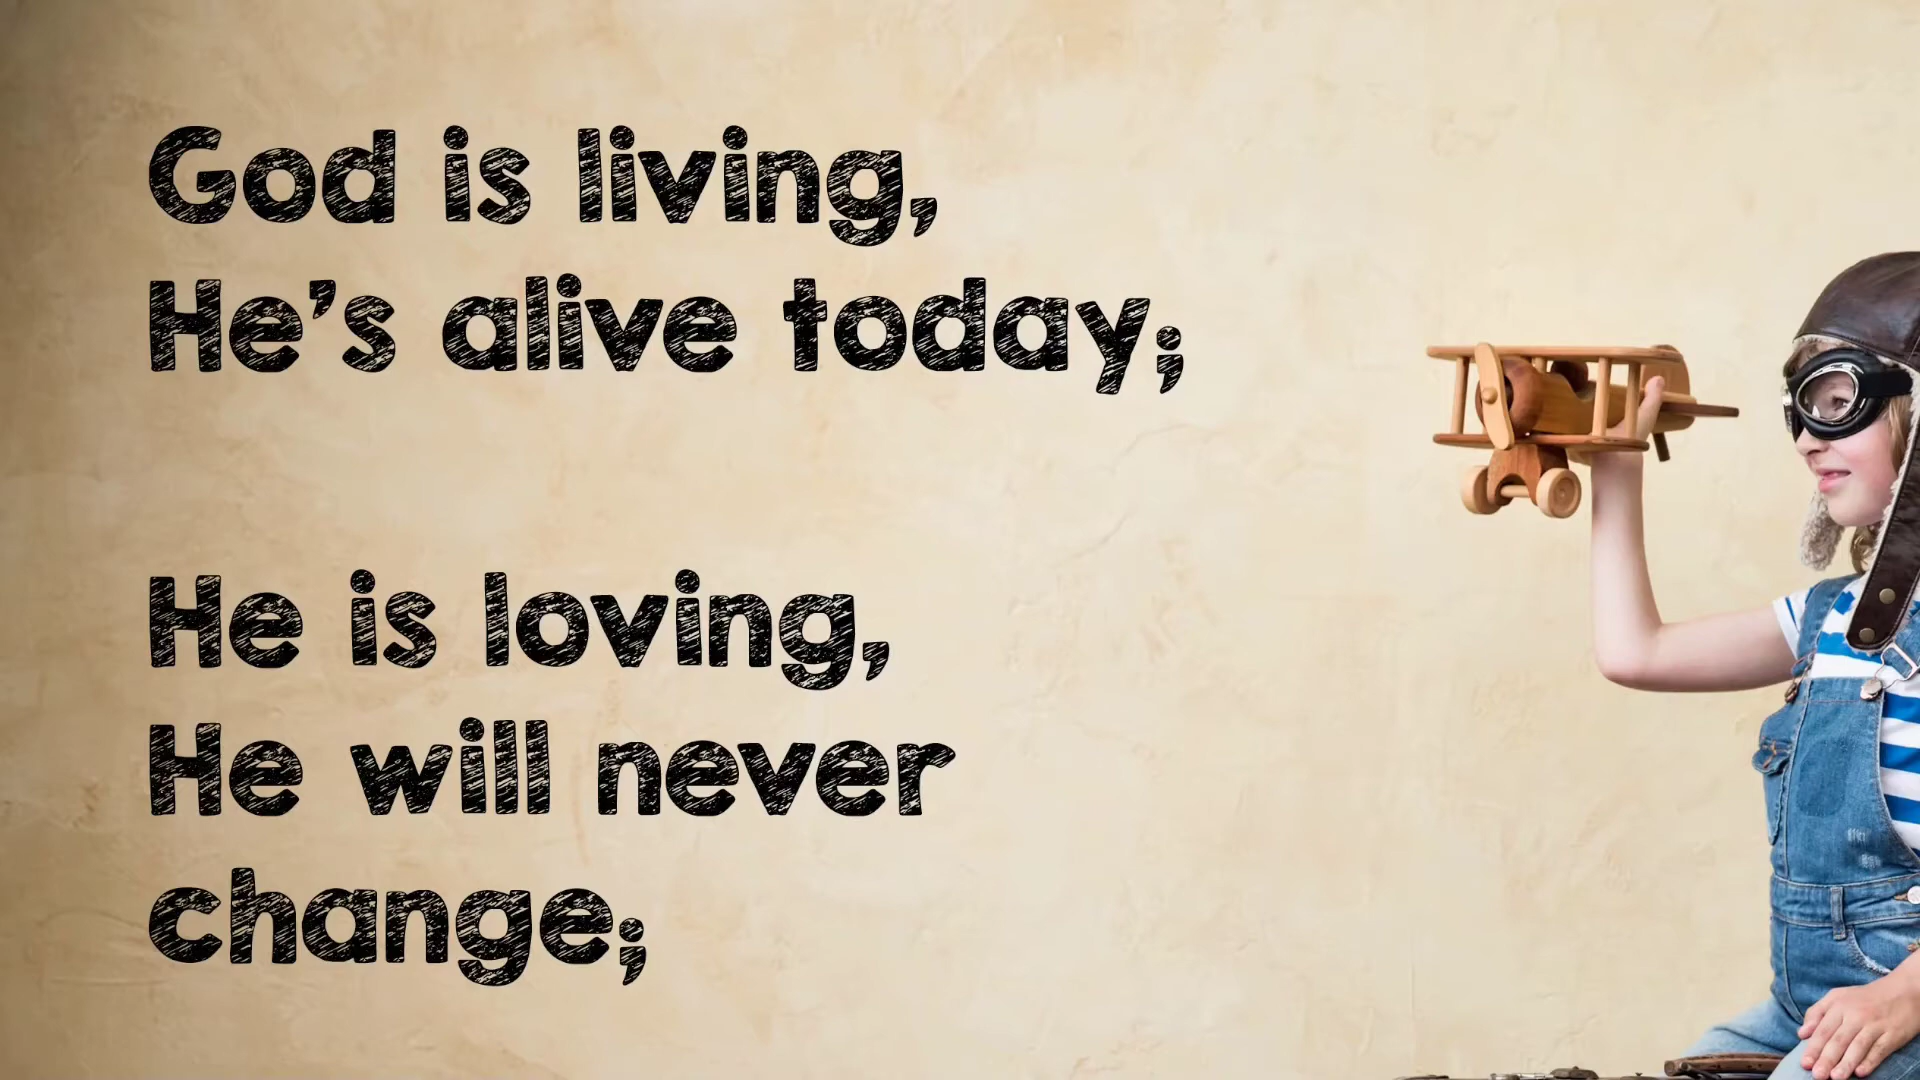 God is living,
He’s alive today;
He is loving,
He will never
change;